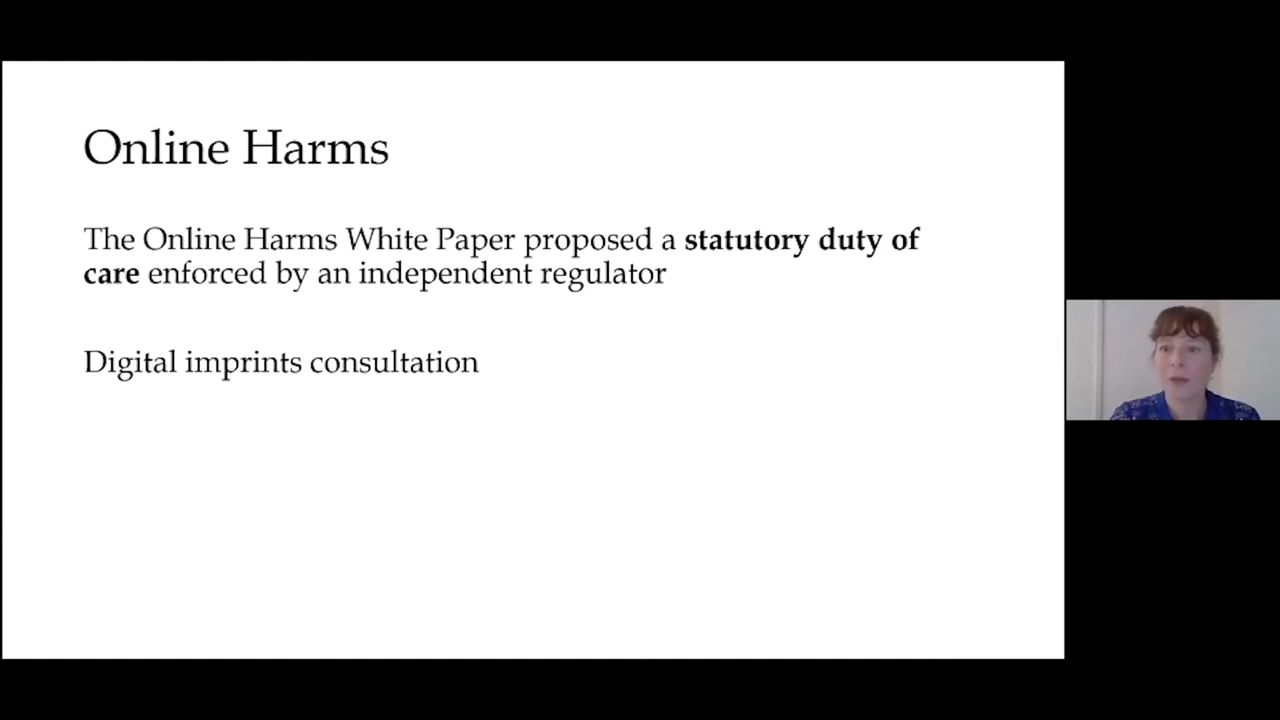 Online Harms
The Online Harms White Paper proposed a statutory duty of
care enforced by an independent regulator
Digital imprints consultation